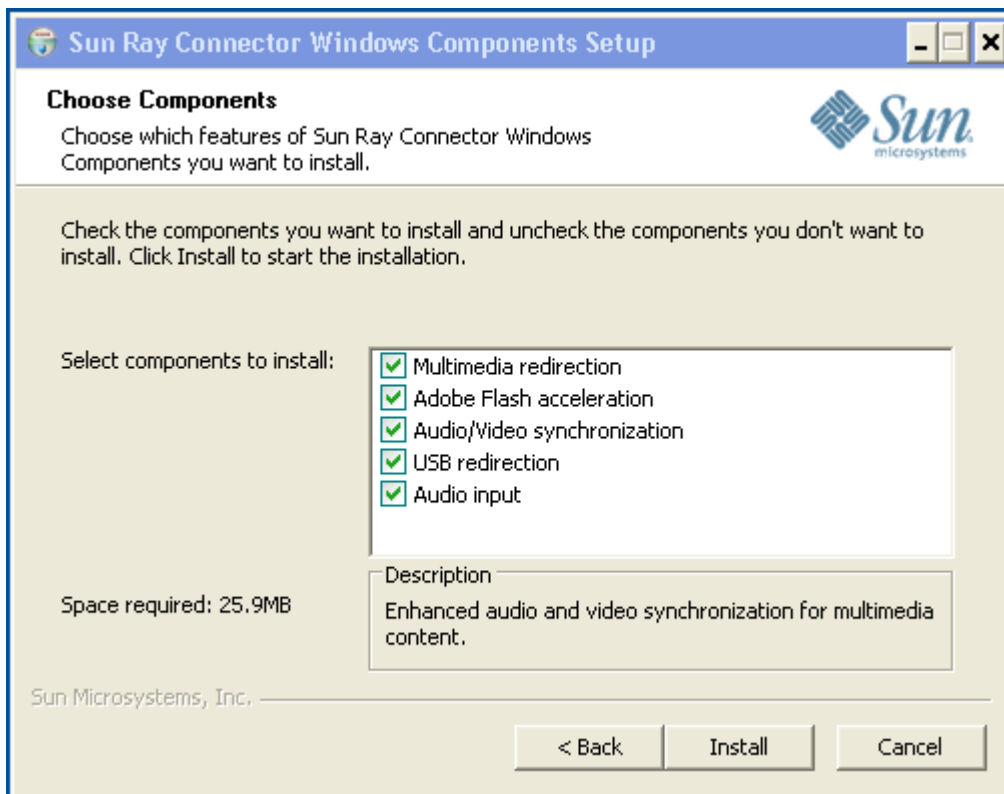 Sun Ray Connector Windows Components Setup
Choose Components
Choose which features of Sun Ray Connector Windows
Components you want to install.
Sun
microsystems
Check the components you want to install and uncheck the components you don't want to
install. Click Install to start the installation.
Select components to install:
Multimedia redirection
Adobe Flash acceleration
Audio/Video synchronization
USB redirection
Audio input
Space required: 25.9MB
Description
Enhanced audio and video synchronization for multimedia
content.
Sun Microsystems, Inc.
< Back
Install
Cancel